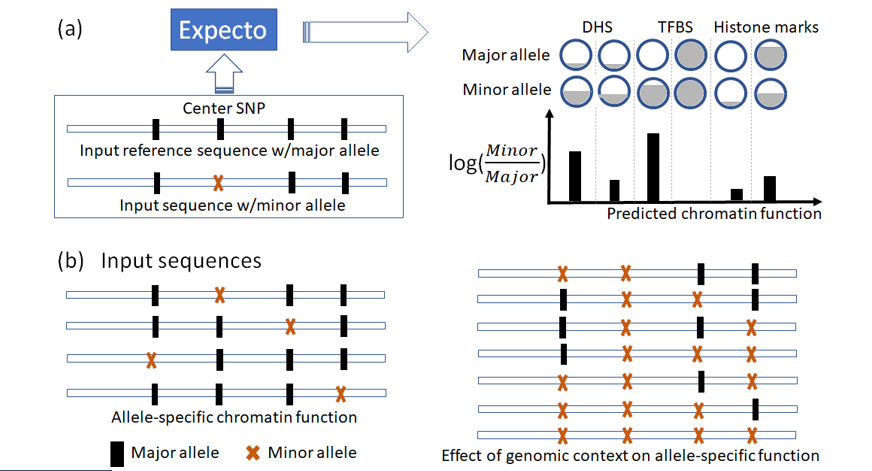 (a)
Expecto
Center SNP
Input reference sequence w/major allele
Input sequence w/minor allele
DHS TFBS Histone marks
Major allele
Minor allele
log(Minor/Major)
Predicted chromatin function
(b) Input sequences
Allele-specific chromatin function
Major allele Minor allele
Effect of genomic context on allele-specific function